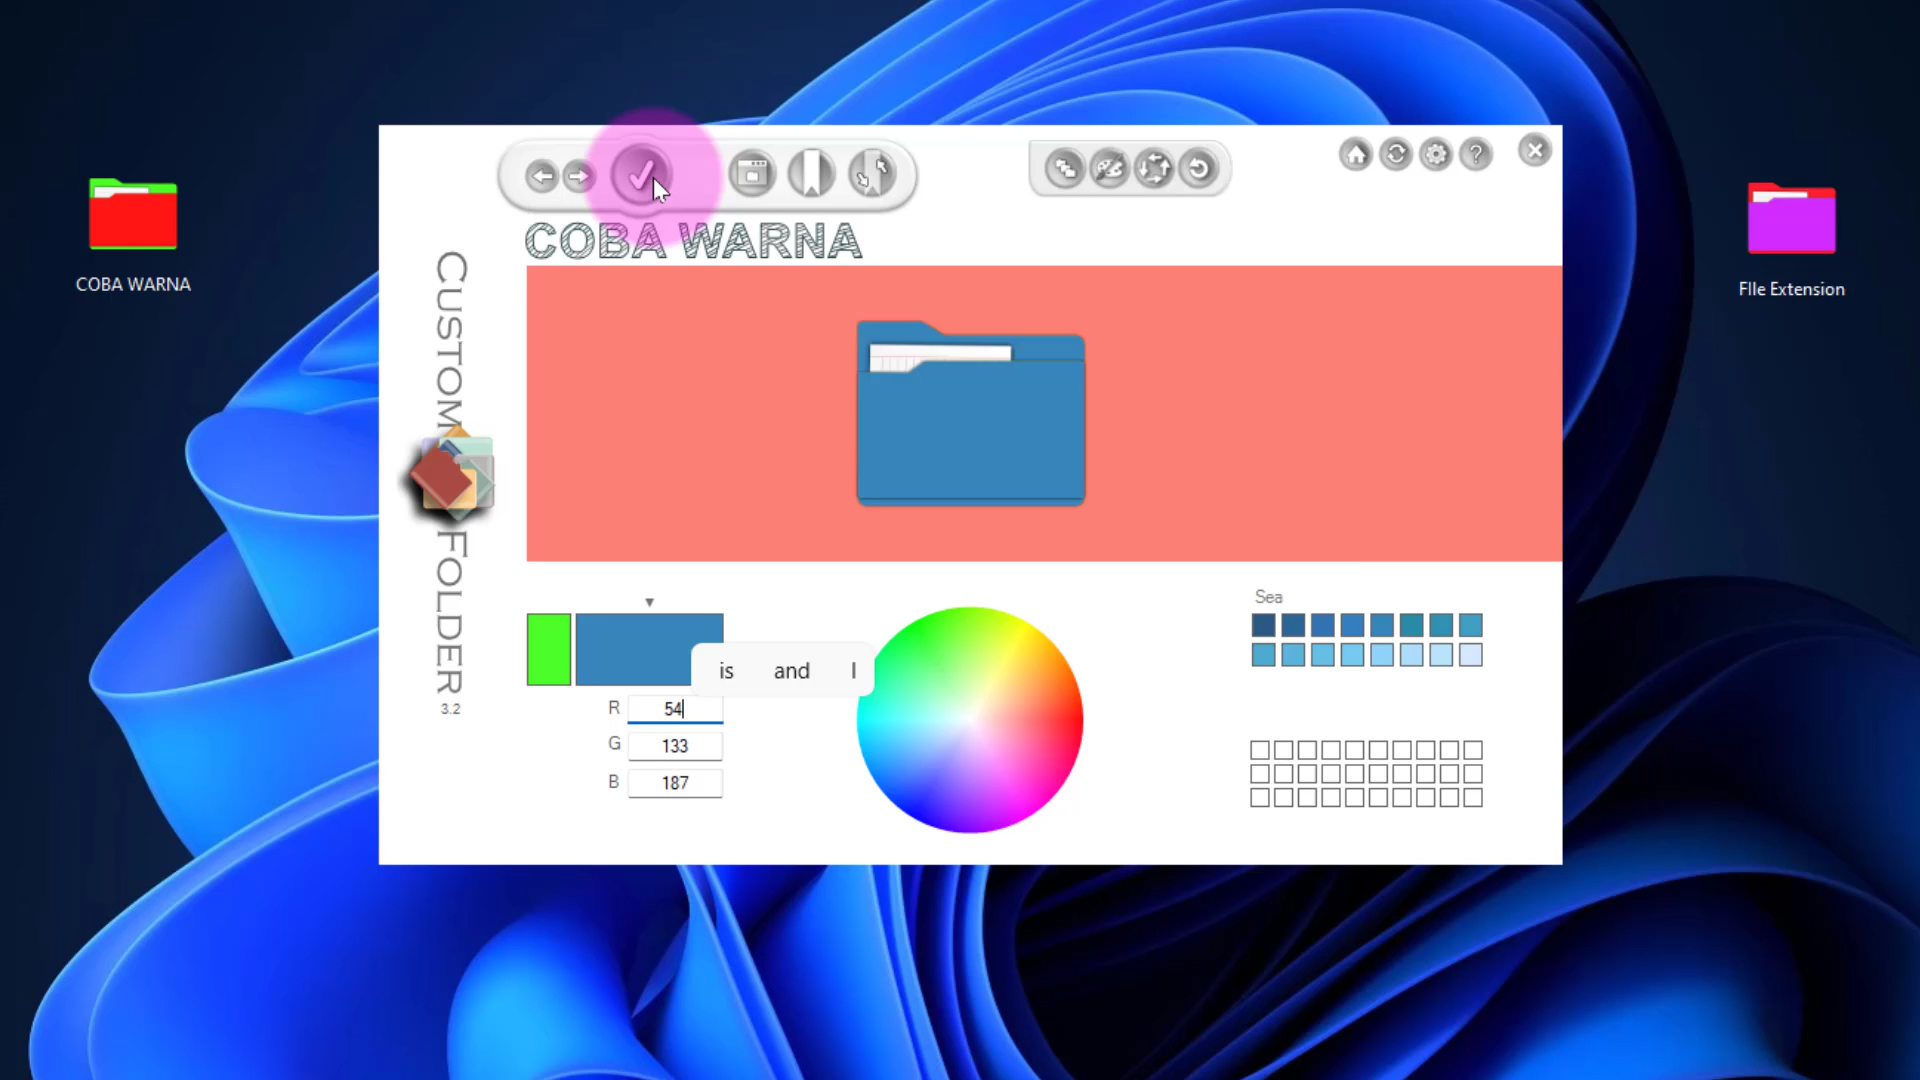 COBA WARNA
COBA WARNA
FIle Extension
CUSTOM FOLDER
3.2
Sea
is and I
R 54
G 133
B 187